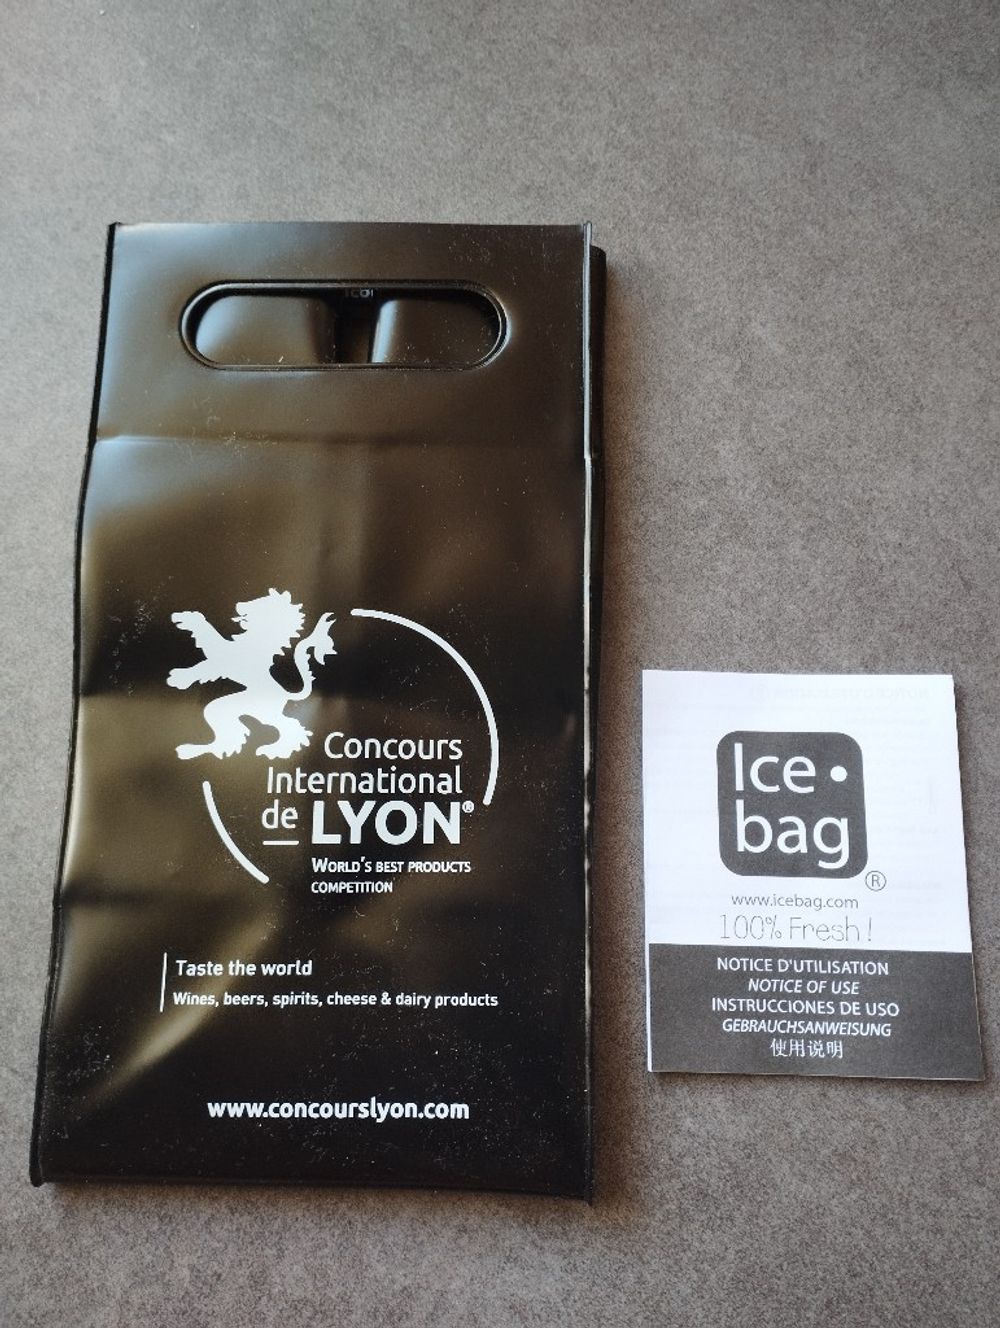 Concours
International
de LYON®
WORLD'S BEST PRODUCTS
COMPETITION
Taste the world
Wines, beers, spirits, cheese & dairy products
www.concourslyon.com
Ice
bag
®
www.icebag.com
100% Fresh !
NOTICE D'UTILISATION
NOTICE OF USE
INSTRUCCIONES DE USO
GEBRAUCHSANWEISUNG
使用说明